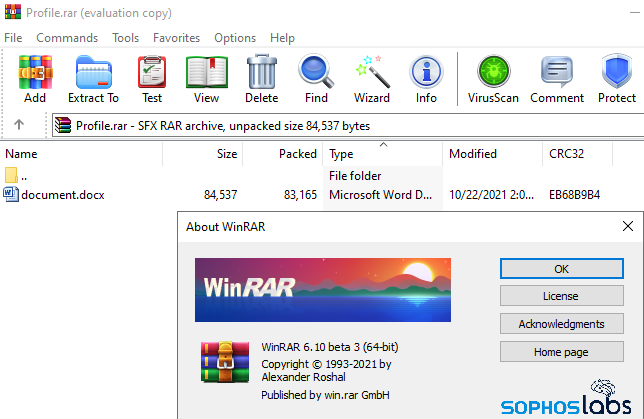 Profile.rar (evaluation copy)
File Commands Tools Favorites Options Help
Add Extract To Test View Delete Find Wizard Info VirusScan Comment Protect
Profile.rar - SFX RAR archive, unpacked size 84,537 bytes
Name Size Packed Type Modified CRC32
.. File folder
document.docx 84,537 83,165 Microsoft Word D... 10/22/2021 2:0... EB68B9B4
About WinRAR
WinRAR
OK
License
Acknowledgments
Home page
WinRAR 6.10 beta 3 (64-bit)
Copyright © 1993-2021 by
Alexander Roshal
Published by win.rar GmbH
SOPHOSLABS